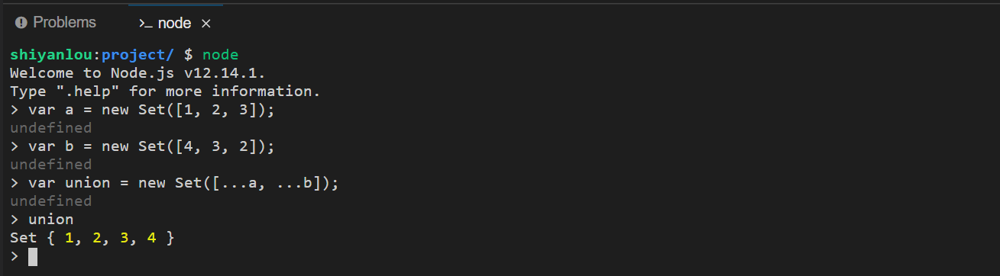 Problems >_ node ×
shiyanlou:project/ $ node
Welcome to Node.js v12.14.1.
Type ".help" for more information.
> var a = new Set([1, 2, 3]);
undefined
> var b = new Set([4, 3, 2]);
undefined
> var union = new Set([...a, ...b]);
undefined
> union
Set { 1, 2, 3, 4 }
>